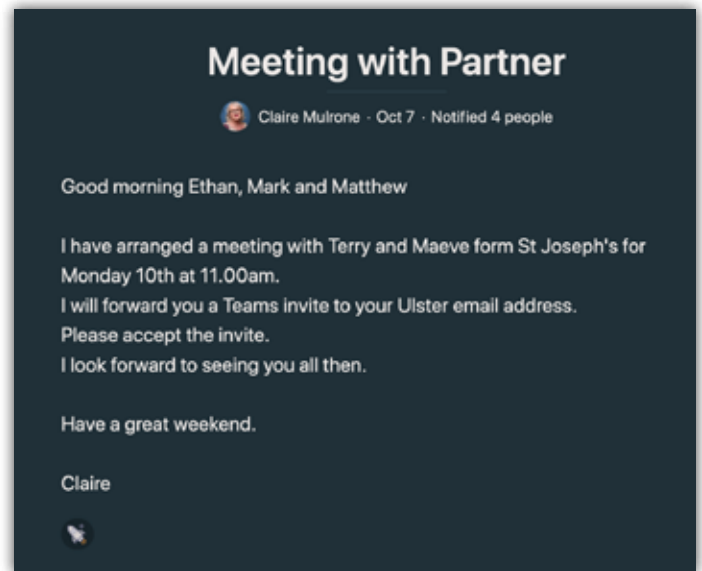 Meeting with Partner
Claire Mulrone · Oct 7 · Notified 4 people
Good morning Ethan, Mark and Matthew
I have arranged a meeting with Terry and Maeve form St Joseph's for
Monday 10th at 11.00am.
I will forward you a Teams invite to your Ulster email address.
Please accept the invite.
I look forward to seeing you all then.
Have a great weekend.
Claire